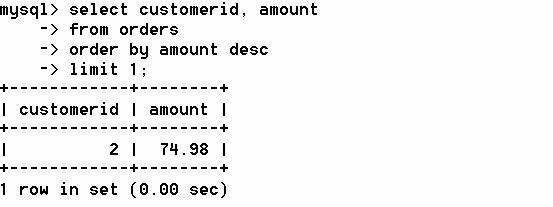 mysql> select customerid, amount
    -> from orders
    -> order by amount desc
    -> limit 1;
+------------+--------+
| customerid | amount |
+------------+--------+
|          2 |  74.98 |
+------------+--------+
1 row in set (0.00 sec)